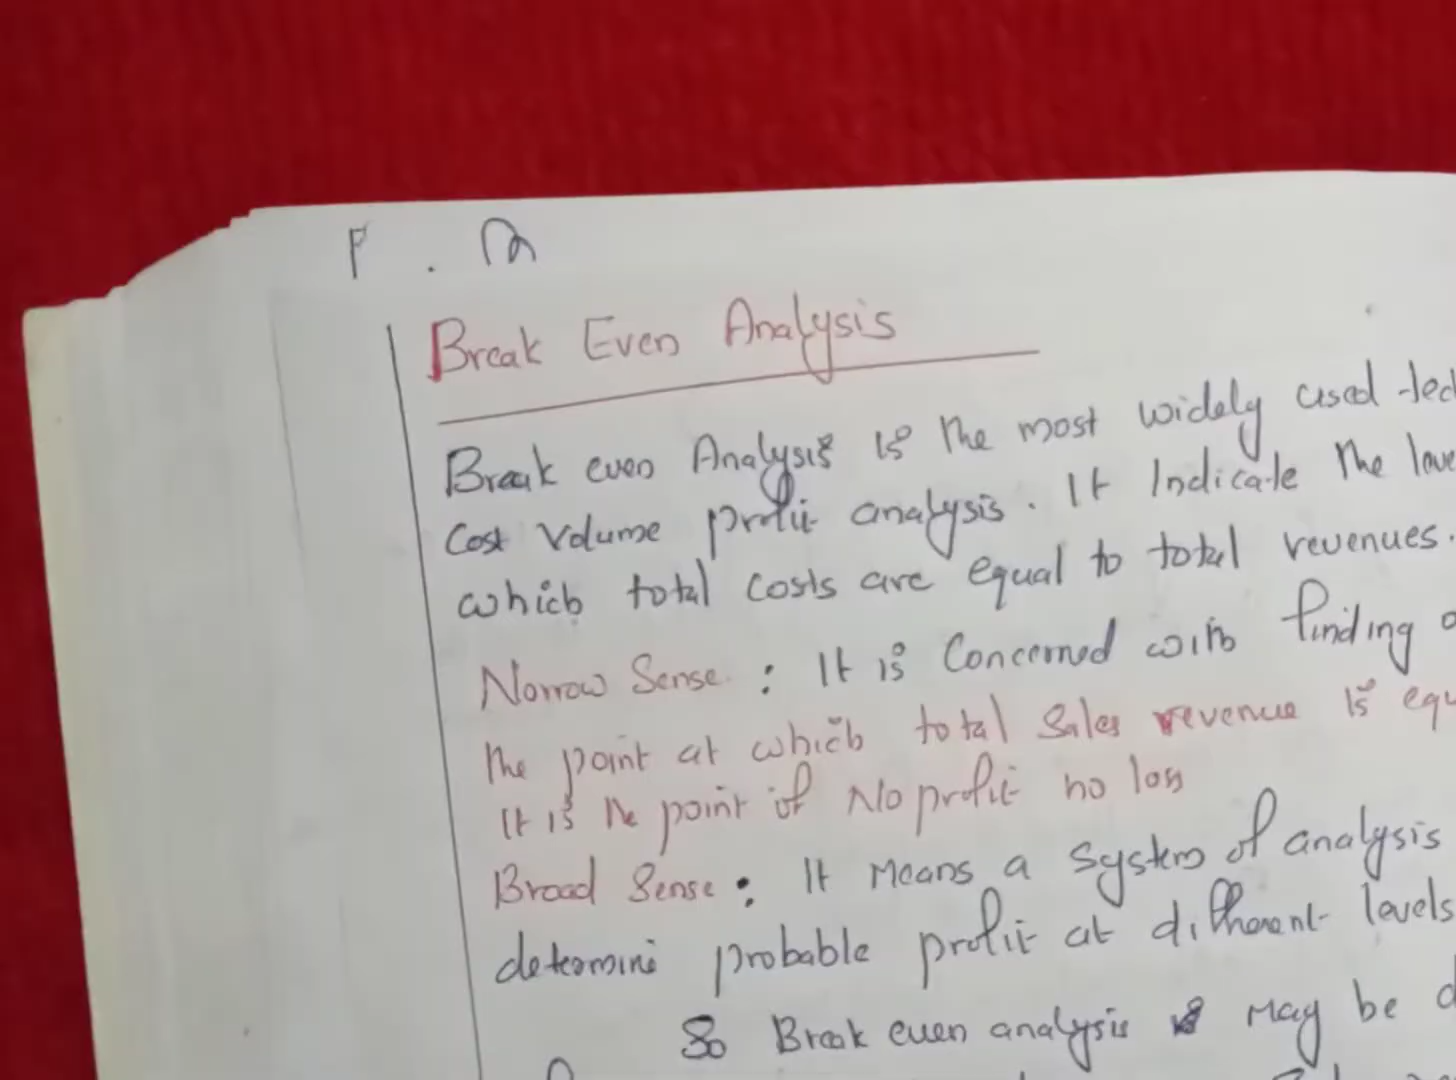 P.
Break Even Analysis
Break even Analysis is the most widely used
Cost Volume profit analysis. It Indicate the
which total costs are equal to total revenues.
Norrow Sense : It is Concerned with finding
the point at which total Sales revenue is
It is the point of No profit no loss
Broad Sense : It Means a System of analysis
determine probable profit at different levels
So Break even analysis is May be